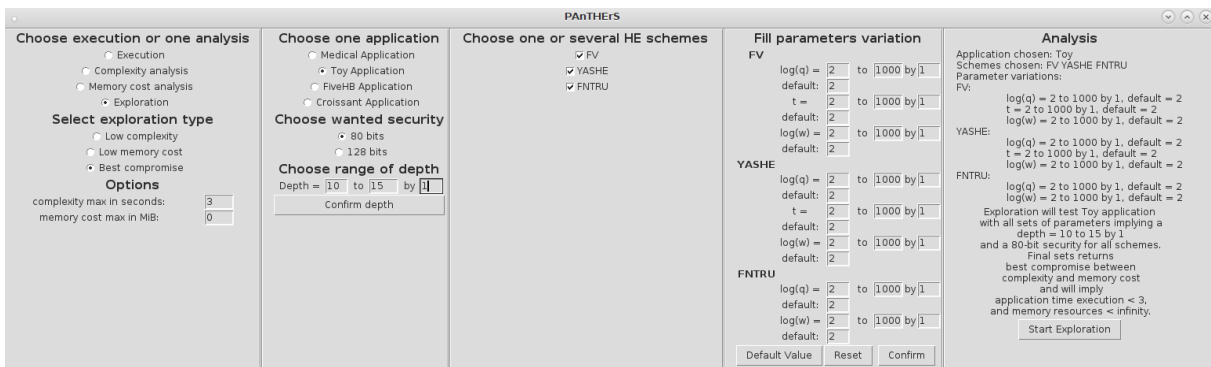 PAnTHErS
Choose execution or one analysis
Execution
Complexity analysis
Memory cost analysis
Exploration
Select exploration type
Low complexity
Low memory cost
Best compromise
Options
complexity max in seconds: 3
memory cost max in MiB: 0
Choose one application
Medical Application
Toy Application
FiveHB Application
Croissant Application
Choose wanted security
80 bits
128 bits
Choose range of depth
Depth = 10 to 15 by 1
Confirm depth
Choose one or several HE schemes
FV
YASHE
FNTRU
Fill parameters variation
FV
log(q) = 2 to 1000 by 1
default: 2
t = 2 to 1000 by 1
default: 2
log(w) = 2 to 1000 by 1
default: 2
YASHE
log(q) = 2 to 1000 by 1
default: 2
t = 2 to 1000 by 1
default: 2
log(w) = 2 to 1000 by 1
default: 2
FNTRU
log(q) = 2 to 1000 by 1
default: 2
log(w) = 2 to 1000 by 1
default: 2
Default Value Reset Confirm
Analysis
Application chosen: Toy
Schemes chosen: FV YASHE FNTRU
Parameter variations:
FV:
log(q) = 2 to 1000 by 1, default = 2
t = 2 to 1000 by 1, default = 2
log(w) = 2 to 1000 by 1, default = 2
YASHE:
log(q) = 2 to 1000 by 1, default = 2
t = 2 to 1000 by 1, default = 2
log(w) = 2 to 1000 by 1, default = 2
FNTRU:
log(q) = 2 to 1000 by 1, default = 2
log(w) = 2 to 1000 by 1, default = 2
Exploration will test Toy application
with all sets of parameters implying a
depth = 10 to 15 by 1
and a 80-bit security for all schemes.
Final sets returns
best compromise between
complexity and memory cost
and will imply
application time execution < 3,
and memory resources < infinity.
Start Exploration